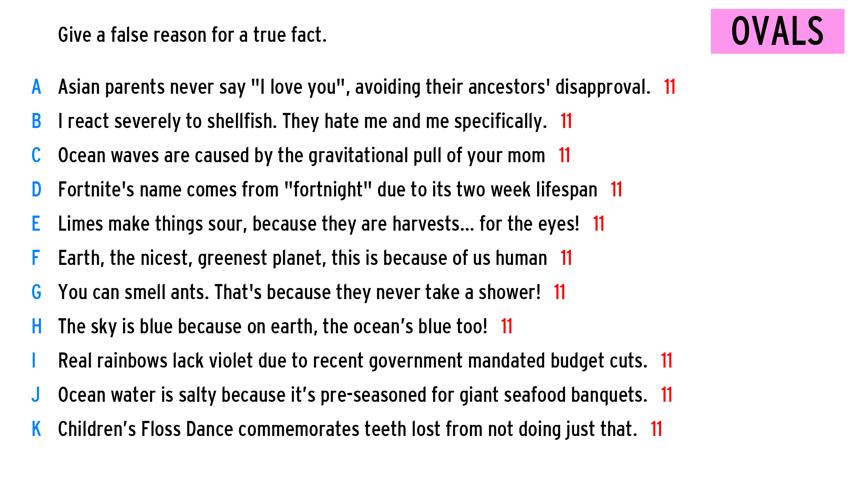 Give a false reason for a true fact.
OVALS
A Asian parents never say "I love you", avoiding their ancestors' disapproval. 11
B I react severely to shellfish. They hate me and me specifically. 11
C Ocean waves are caused by the gravitational pull of your mom 11
D Fortnite's name comes from "fortnight" due to its two week lifespan 11
E Limes make things sour, because they are harvests... for the eyes! 11
F Earth, the nicest, greenest planet, this is because of us human 11
G You can smell ants. That's because they never take a shower! 11
H The sky is blue because on earth, the ocean’s blue too! 11
I Real rainbows lack violet due to recent government mandated budget cuts. 11
J Ocean water is salty because it’s pre-seasoned for giant seafood banquets. 11
K Children’s Floss Dance commemorates teeth lost from not doing just that. 11